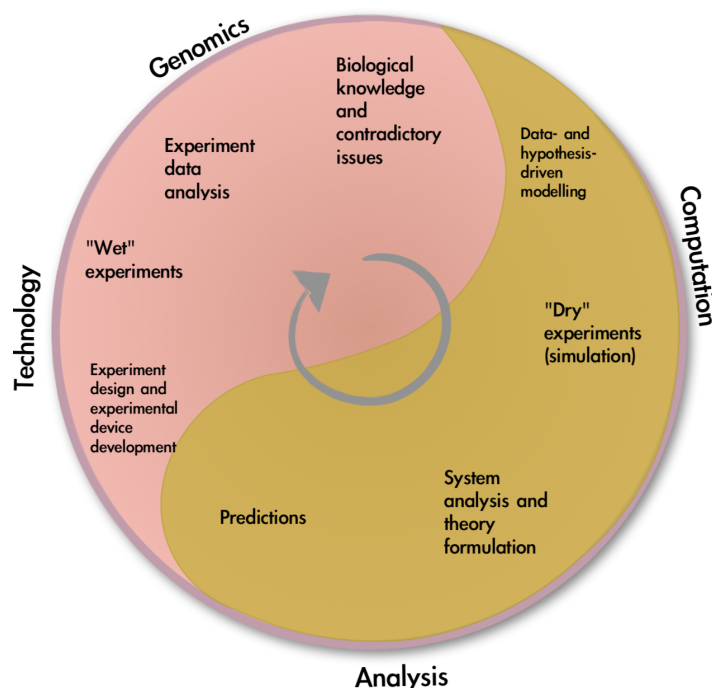 Genomics
Biological
knowledge
and
contradictory
issues
Data- and
hypothesis-
driven
modelling
Experiment
data
analysis
Computation
"Wet"
experiments
"Dry"
experiments
(simulation)
Technology
Experiment
design and
experimental
device
development
System
analysis and
theory
formulation
Predictions
Analysis